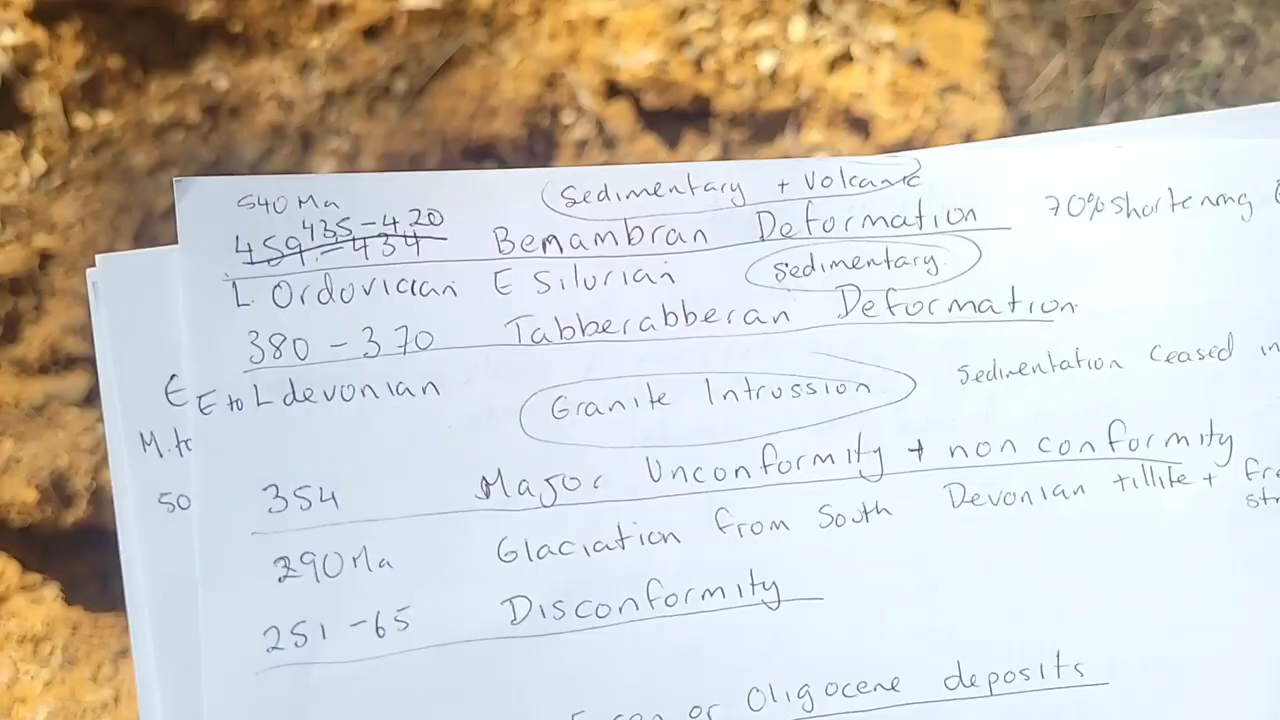 540 Ma Sedimentary + Volcanic
435-420
459-434 Benambran Deformation 70% shortening
L Ordovician E Silurian Sedimentary
380-370 Tabberabberan Deformation
E to L devonian Granite Intrussion Sedimentation ceased in
M. to
354 Major Unconformity + non conformity
50
290 Ma Glaciation from South Devonian tillite +
251-65 Disconformity
or Oligocene deposits